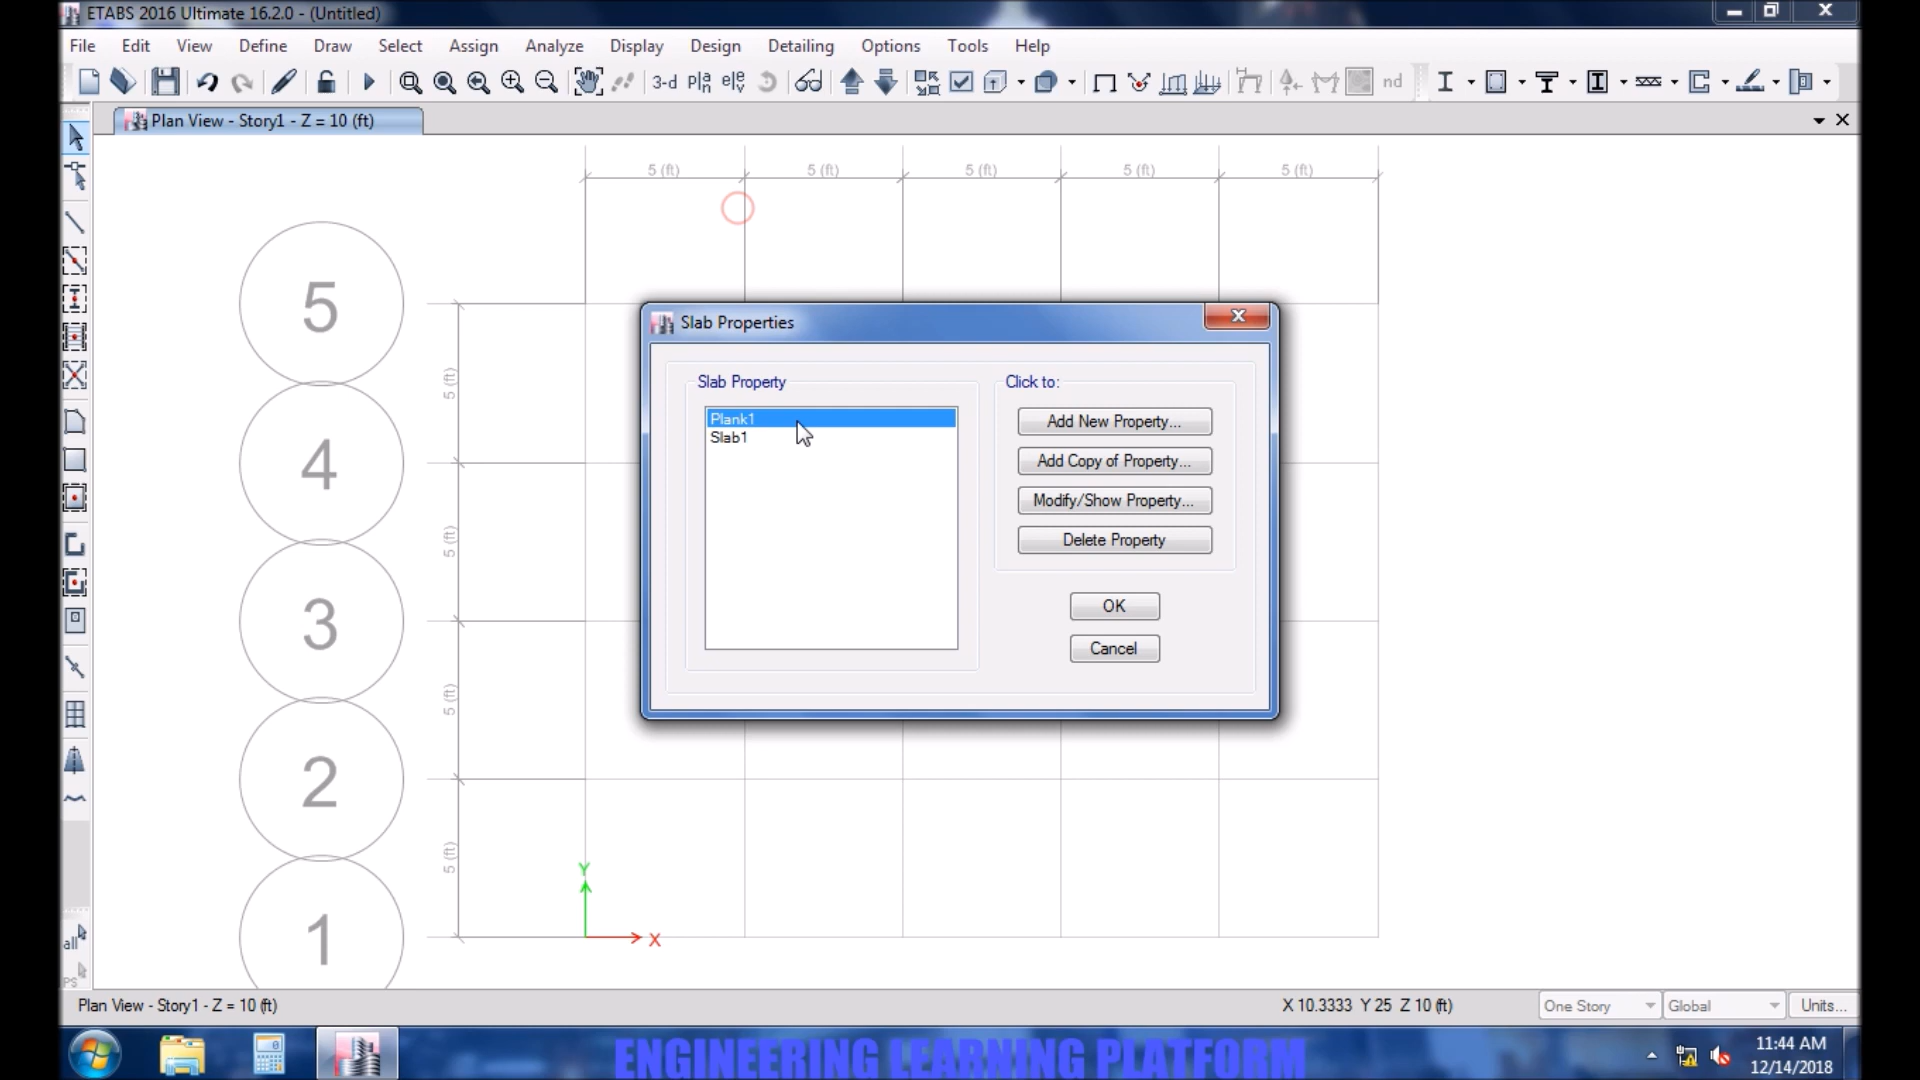 ETABS 2016 Ultimate 16.2.0 - (Untitled)
File Edit View Define Draw Select Assign Analyze Display Design Detailing Options Tools Help
3-d nd
Plan View - Story1 - Z = 10 (ft)
5 (ft) 5 (ft) 5 (ft) 5 (ft) 5 (ft)
5
4
3
2
1
5 (ft)
5 (ft)
5 (ft)
5 (ft)
Slab Properties
Slab Property
Plank1
Slab1
Click to:
Add New Property...
Add Copy of Property...
Modify/Show Property...
Delete Property
OK
Cancel
Y
X
all
PS
Plan View - Story1 - Z = 10 (ft) X 10.3333 Y 25 Z 10 (ft) One Story Global Units...
ENGINEERING LEARNING PLATFORM
11:44 AM
12/14/2018